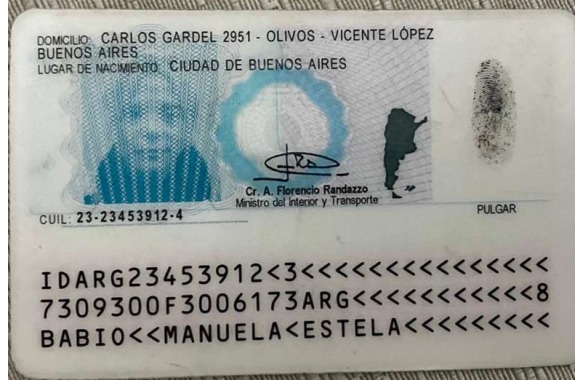 DOMICILIO: CARLOS GARDEL 2951 - OLIVOS - VICENTE LÓPEZ
BUENOS AIRES
LUGAR DE NACIMIENTO: CIUDAD DE BUENOS AIRES
Cr. A. Florencio Randazzo
Ministro del Interior y Transporte
CUIL: 23-23453912-4
PULGAR
IDARG23453912<3<<<<<<<<<<<<<<<
7309300F3006173ARG<<<<<<<<<<<8
BABIO<<MANUELA<ESTELA<<<<<<<<<